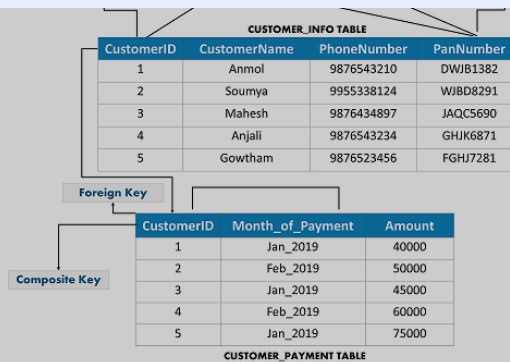 CUSTOMER_INFO TABLE
CustomerID CustomerName PhoneNumber PanNumber
1 Anmol 9876543210 DWJB1382
2 Soumya 9955338124 WJBD8291
3 Mahesh 9876434897 JAQC5690
4 Anjali 9876543234 GHJK6871
5 Gowtham 9876523456 FGHJ7281
Foreign Key
CustomerID Month_of_Payment Amount
1 Jan_2019 40000
2 Feb_2019 50000
3 Jan_2019 45000
4 Feb_2019 60000
5 Jan_2019 75000
Composite Key
CUSTOMER_PAYMENT TABLE